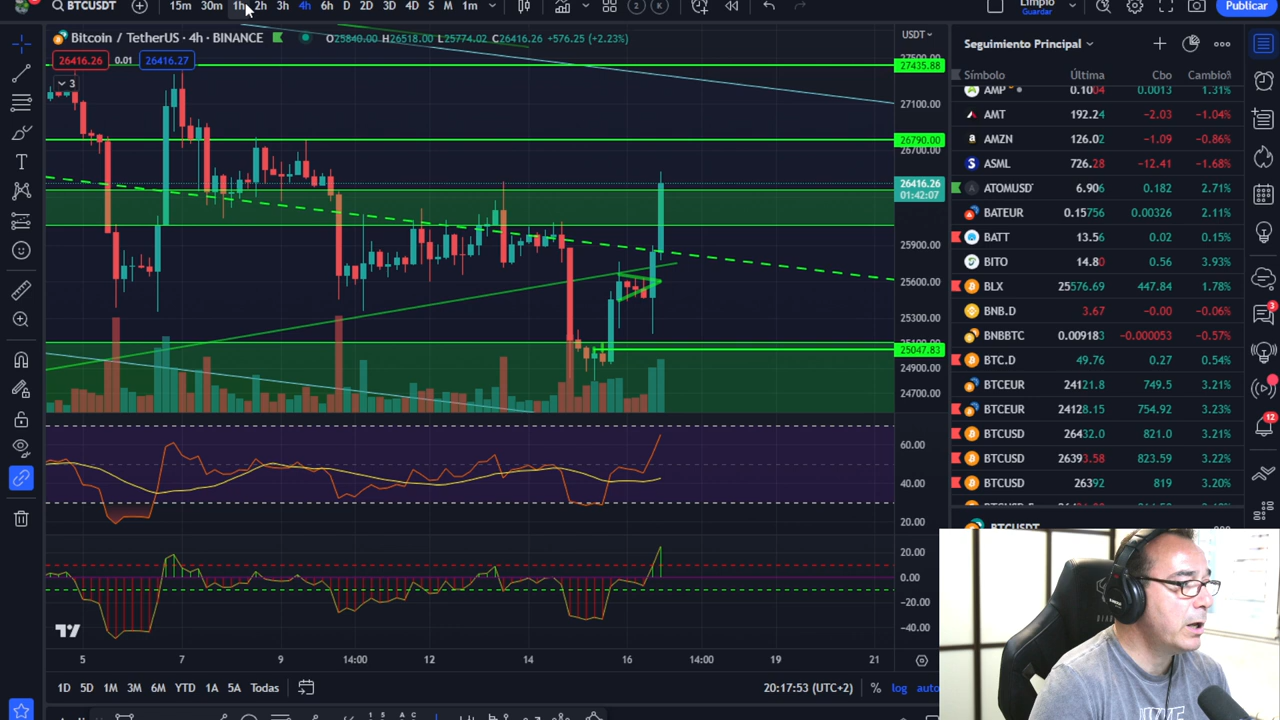 BTCUSDT 15m 30m 1h 2h 3h 4h 6h D 2D 3D 4D S M 1m 2 Limpio Guardar Publicar
Bitcoin / TetherUS · 4h · BINANCE O25840.00 H26518.00 L25774.02 C26416.26 +576.25 (+2.23%)
26416.26 0.01 26416.27
3
USDT
27435.88
27100.00
26790.00
26700.00
26416.26
01:42:07
25900.00
25600.00
25300.00
25047.83
24900.00
24700.00
60.00
40.00
20.00
20.00
0.00
−20.00
−40.00
5 7 9 14:00 12 14 16 14:00 19 21
1D 5D 1M 3M 6M YTD 1A 5A Todas 20:17:53 (UTC+2) % log auto
Seguimiento Principal
Símbolo Última Cbo Cambio%
AMP 0.1004 0.0013 1.31%
AMT 192.24 −2.03 −1.04%
AMZN 126.02 −1.09 −0.86%
ASML 726.28 −12.41 −1.68%
ATOMUSD 6.906 0.182 2.71%
BATEUR 0.15756 0.00326 2.11%
BATT 13.56 0.02 0.15%
BITO 14.80 0.56 3.93%
BLX 25576.69 447.84 1.78%
BNB.D 3.67 −0.00 −0.06%
BNBBTC 0.009183 −0.000053 −0.57%
BTC.D 49.76 0.27 0.54%
BTCEUR 24121.8 749.5 3.21%
BTCEUR 24128.15 754.92 3.23%
BTCUSD 26432.0 821.0 3.21%
BTCUSD 26393.58 823.59 3.22%
BTCUSD 26392 819 3.20%
BTCUSDT
3
12